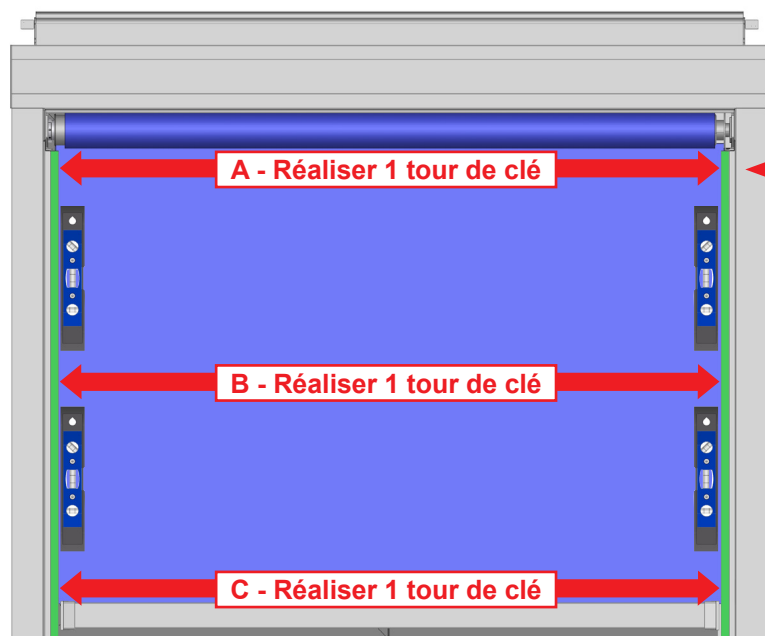 A - Réaliser 1 tour de clé
B - Réaliser 1 tour de clé
C - Réaliser 1 tour de clé